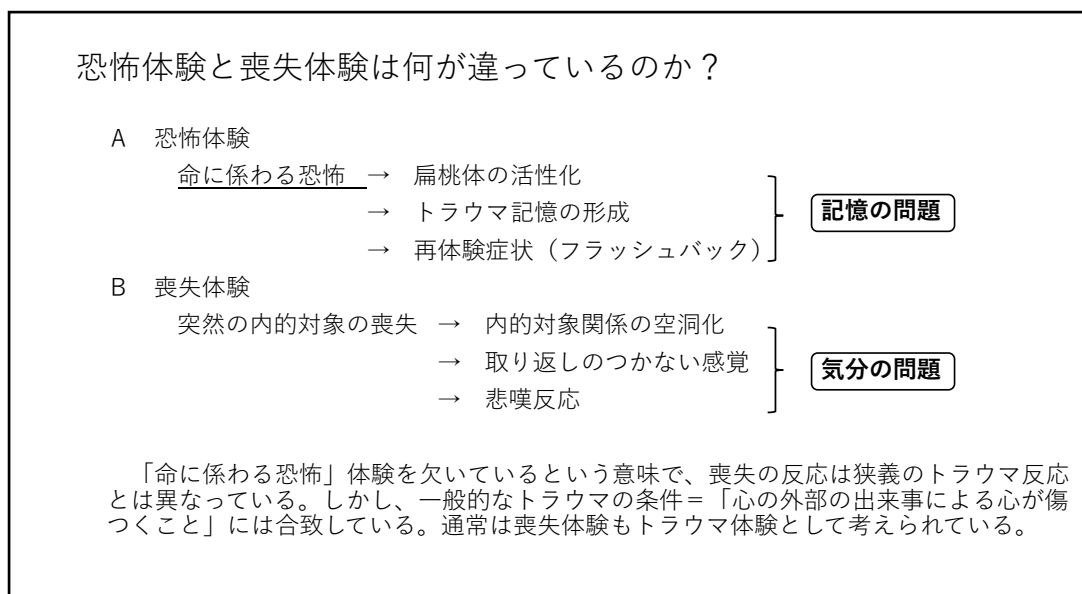 恐怖体験と喪失体験は何が違っているのか？
A　恐怖体験
命に係わる恐怖　→　扁桃体の活性化
→　トラウマ記憶の形成
記憶の問題
→　再体験症状（フラッシュバック）
B　喪失体験
突然の内的対象の喪失　→　内的対象関係の空洞化
→　取り返しのつかない感覚
気分の問題
→　悲嘆反応
「命に係わる恐怖」体験を欠いているという意味で、喪失の反応は狭義のトラウマ反応
とは異なっている。しかし、一般的なトラウマの条件＝「心の外部の出来事による心が傷
つくこと」には合致している。通常は喪失体験もトラウマ体験として考えられている。